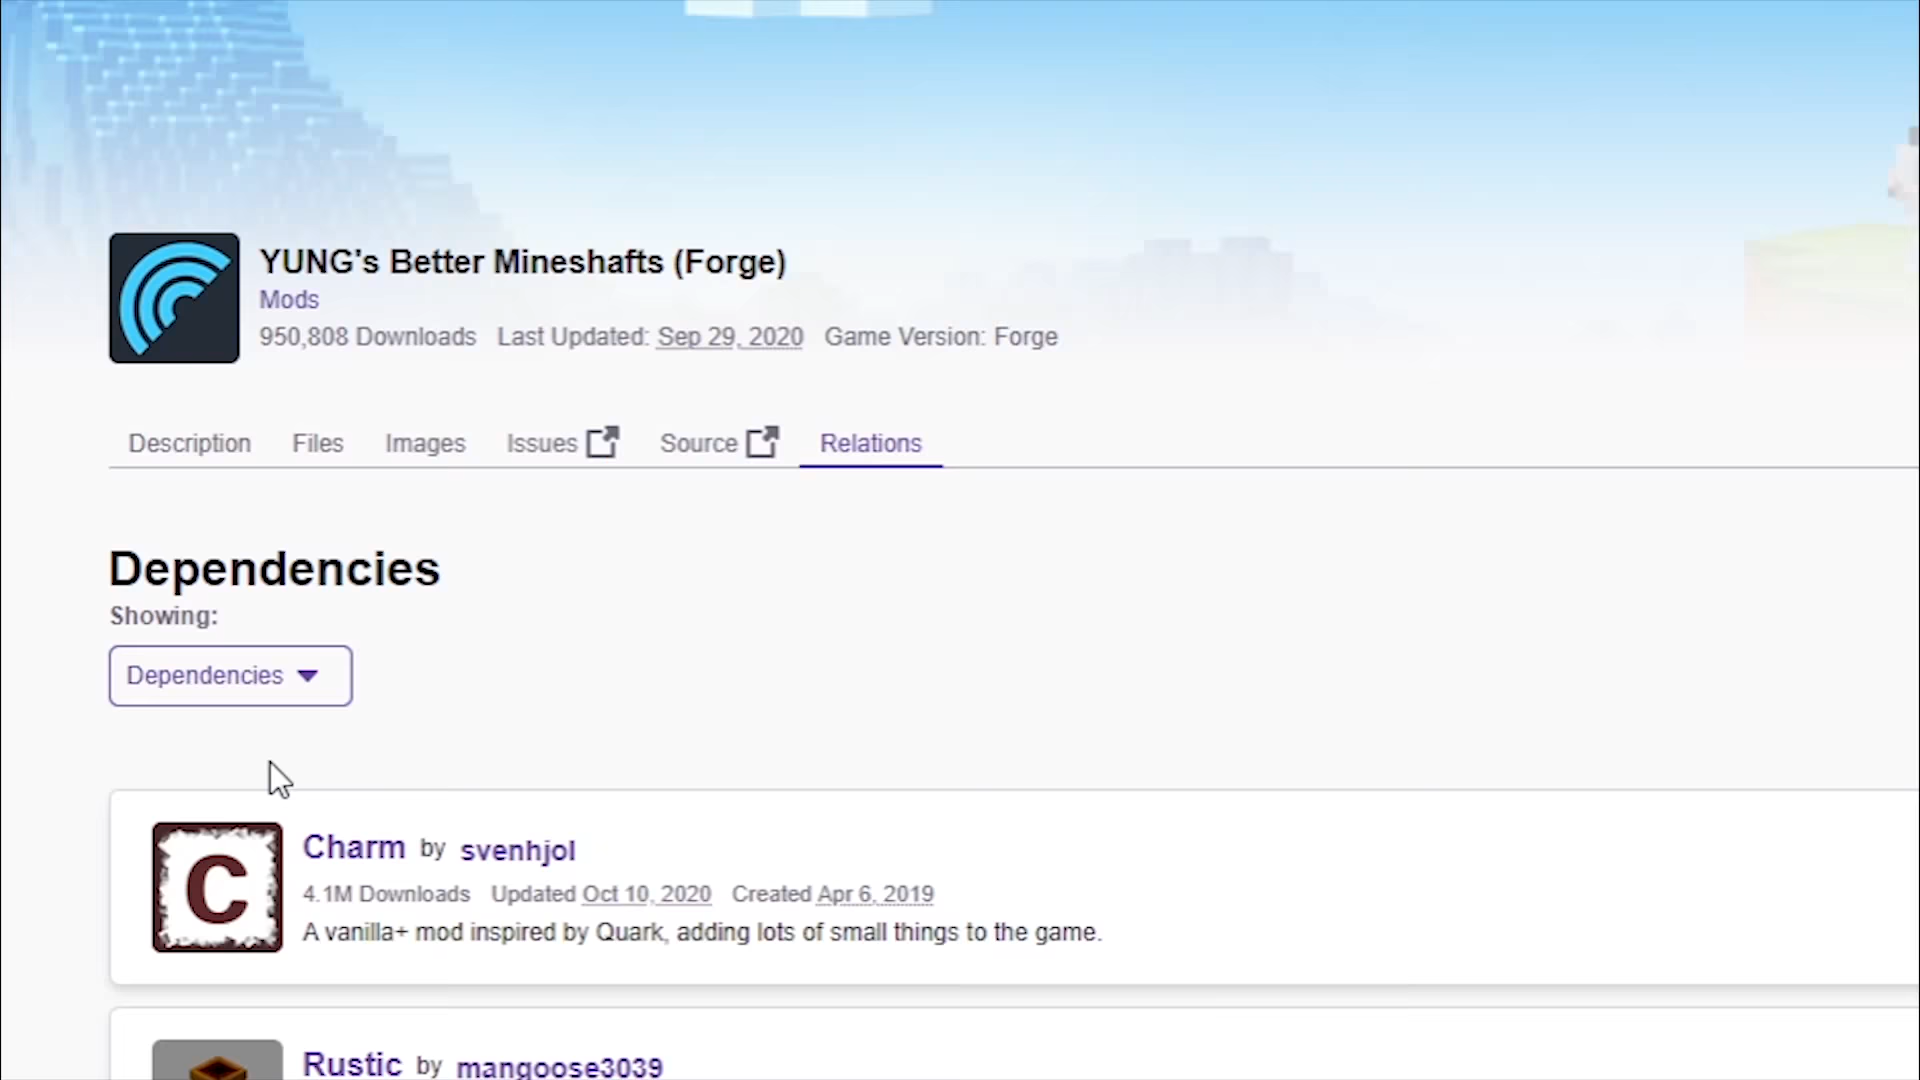 YUNG's Better Mineshafts (Forge)
Mods
950,808 Downloads Last Updated: Sep 29, 2020 Game Version: Forge
Description Files Images Issues Source Relations
Dependencies
Showing:
Dependencies
C
Charm by svenhjol
4.1M Downloads Updated Oct 10, 2020 Created Apr 6, 2019
A vanilla+ mod inspired by Quark, adding lots of small things to the game.
Rustic by mangoose3039